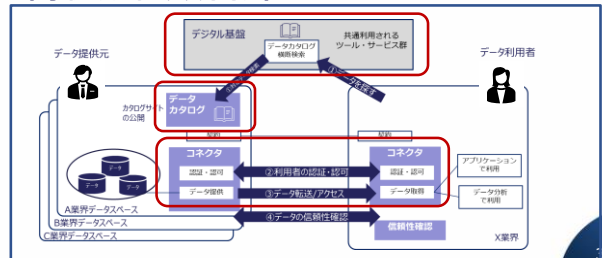 デジタル基盤
データカタログ
横断検索
共通利用される
ツール・サービス群
データ提供元
データ利用者
①データを探す
カタログサイト
の公開
データ
カタログ
契約
契約
コネクタ
認証・認可
データ提供
②利用者の認証・認可
③データ転送/アクセス
④データの信頼性確認
コネクタ
認証・認可
データ取得
信頼性確認
アプリケーション
で利用
データ分析
で利用
データ
データ
データ
A業界データスペース
B業界データスペース
C業界データスペース
X業界